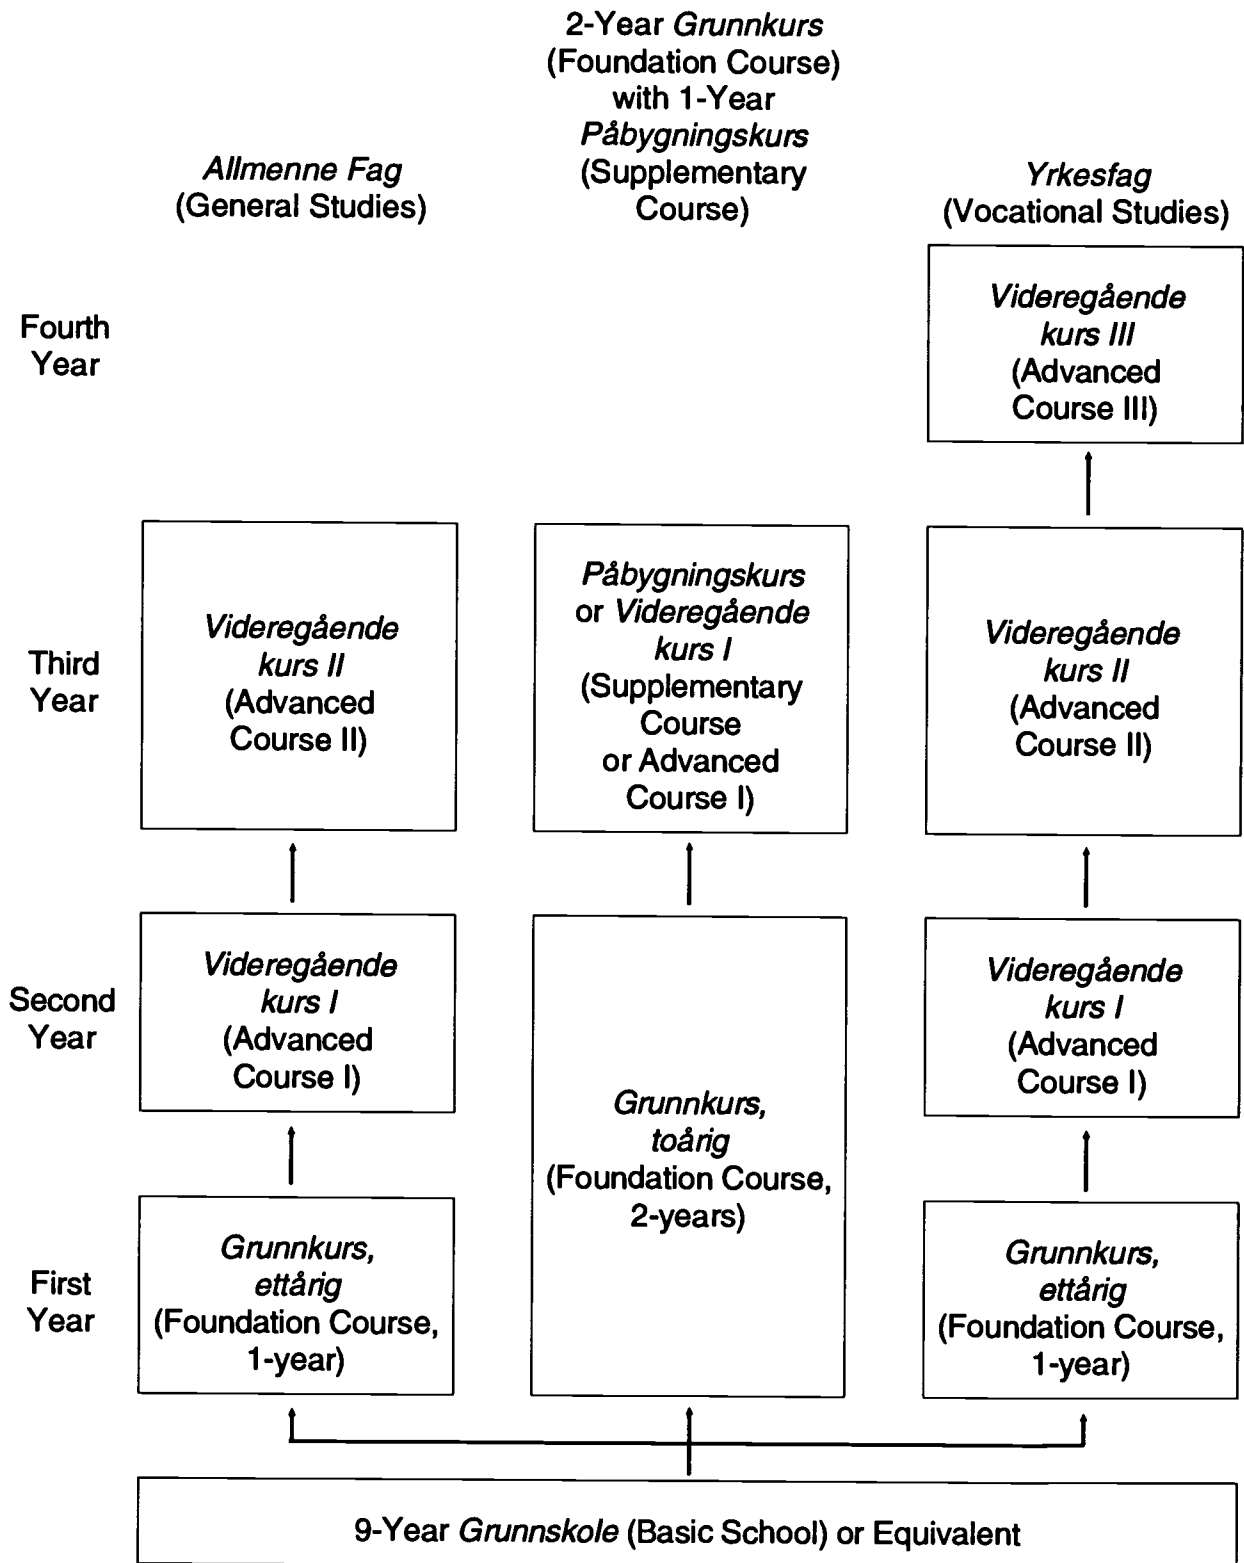 2-Year Grunnkurs
(Foundation Course)
with 1-Year
Påbygningskurs
(Supplementary
Course)
Allmenne Fag
(General Studies)
Yrkesfag
(Vocational Studies)
Fourth
Year
Videregående
kurs III
(Advanced
Course III)
Third
Year
Videregående
kurs II
(Advanced
Course II)
Påbygningskurs
or Videregående
kurs I
(Supplementary
Course
or Advanced
Course I)
Videregående
kurs II
(Advanced
Course II)
Second
Year
Videregående
kurs I
(Advanced
Course I)
Grunnkurs,
toårig
(Foundation Course,
2-years)
Videregående
kurs I
(Advanced
Course I)
First
Year
Grunnkurs,
ettårig
(Foundation Course,
1-year)
Grunnkurs,
ettårig
(Foundation Course,
1-year)
9-Year Grunnskole (Basic School) or Equivalent